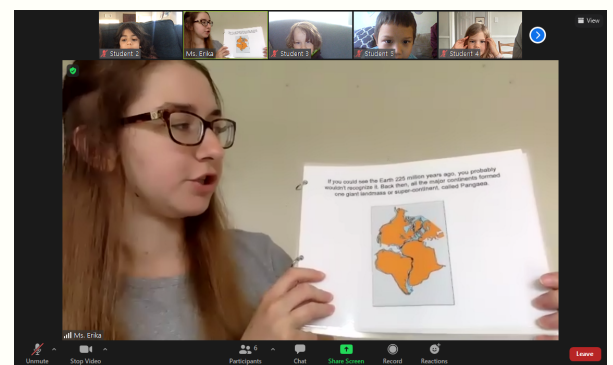 View
Student 2
Ms. Erika
Student 3
Student 5
Student 4
If you could see the Earth 225 million years ago, you probably
wouldn't recognize it. Back then, all the major continents formed
one giant landmass or super-continent, called Pangaea.
Ms. Erika
Unmute
Stop Video
Participants
6
Chat
Share Screen
Record
Reactions
Leave